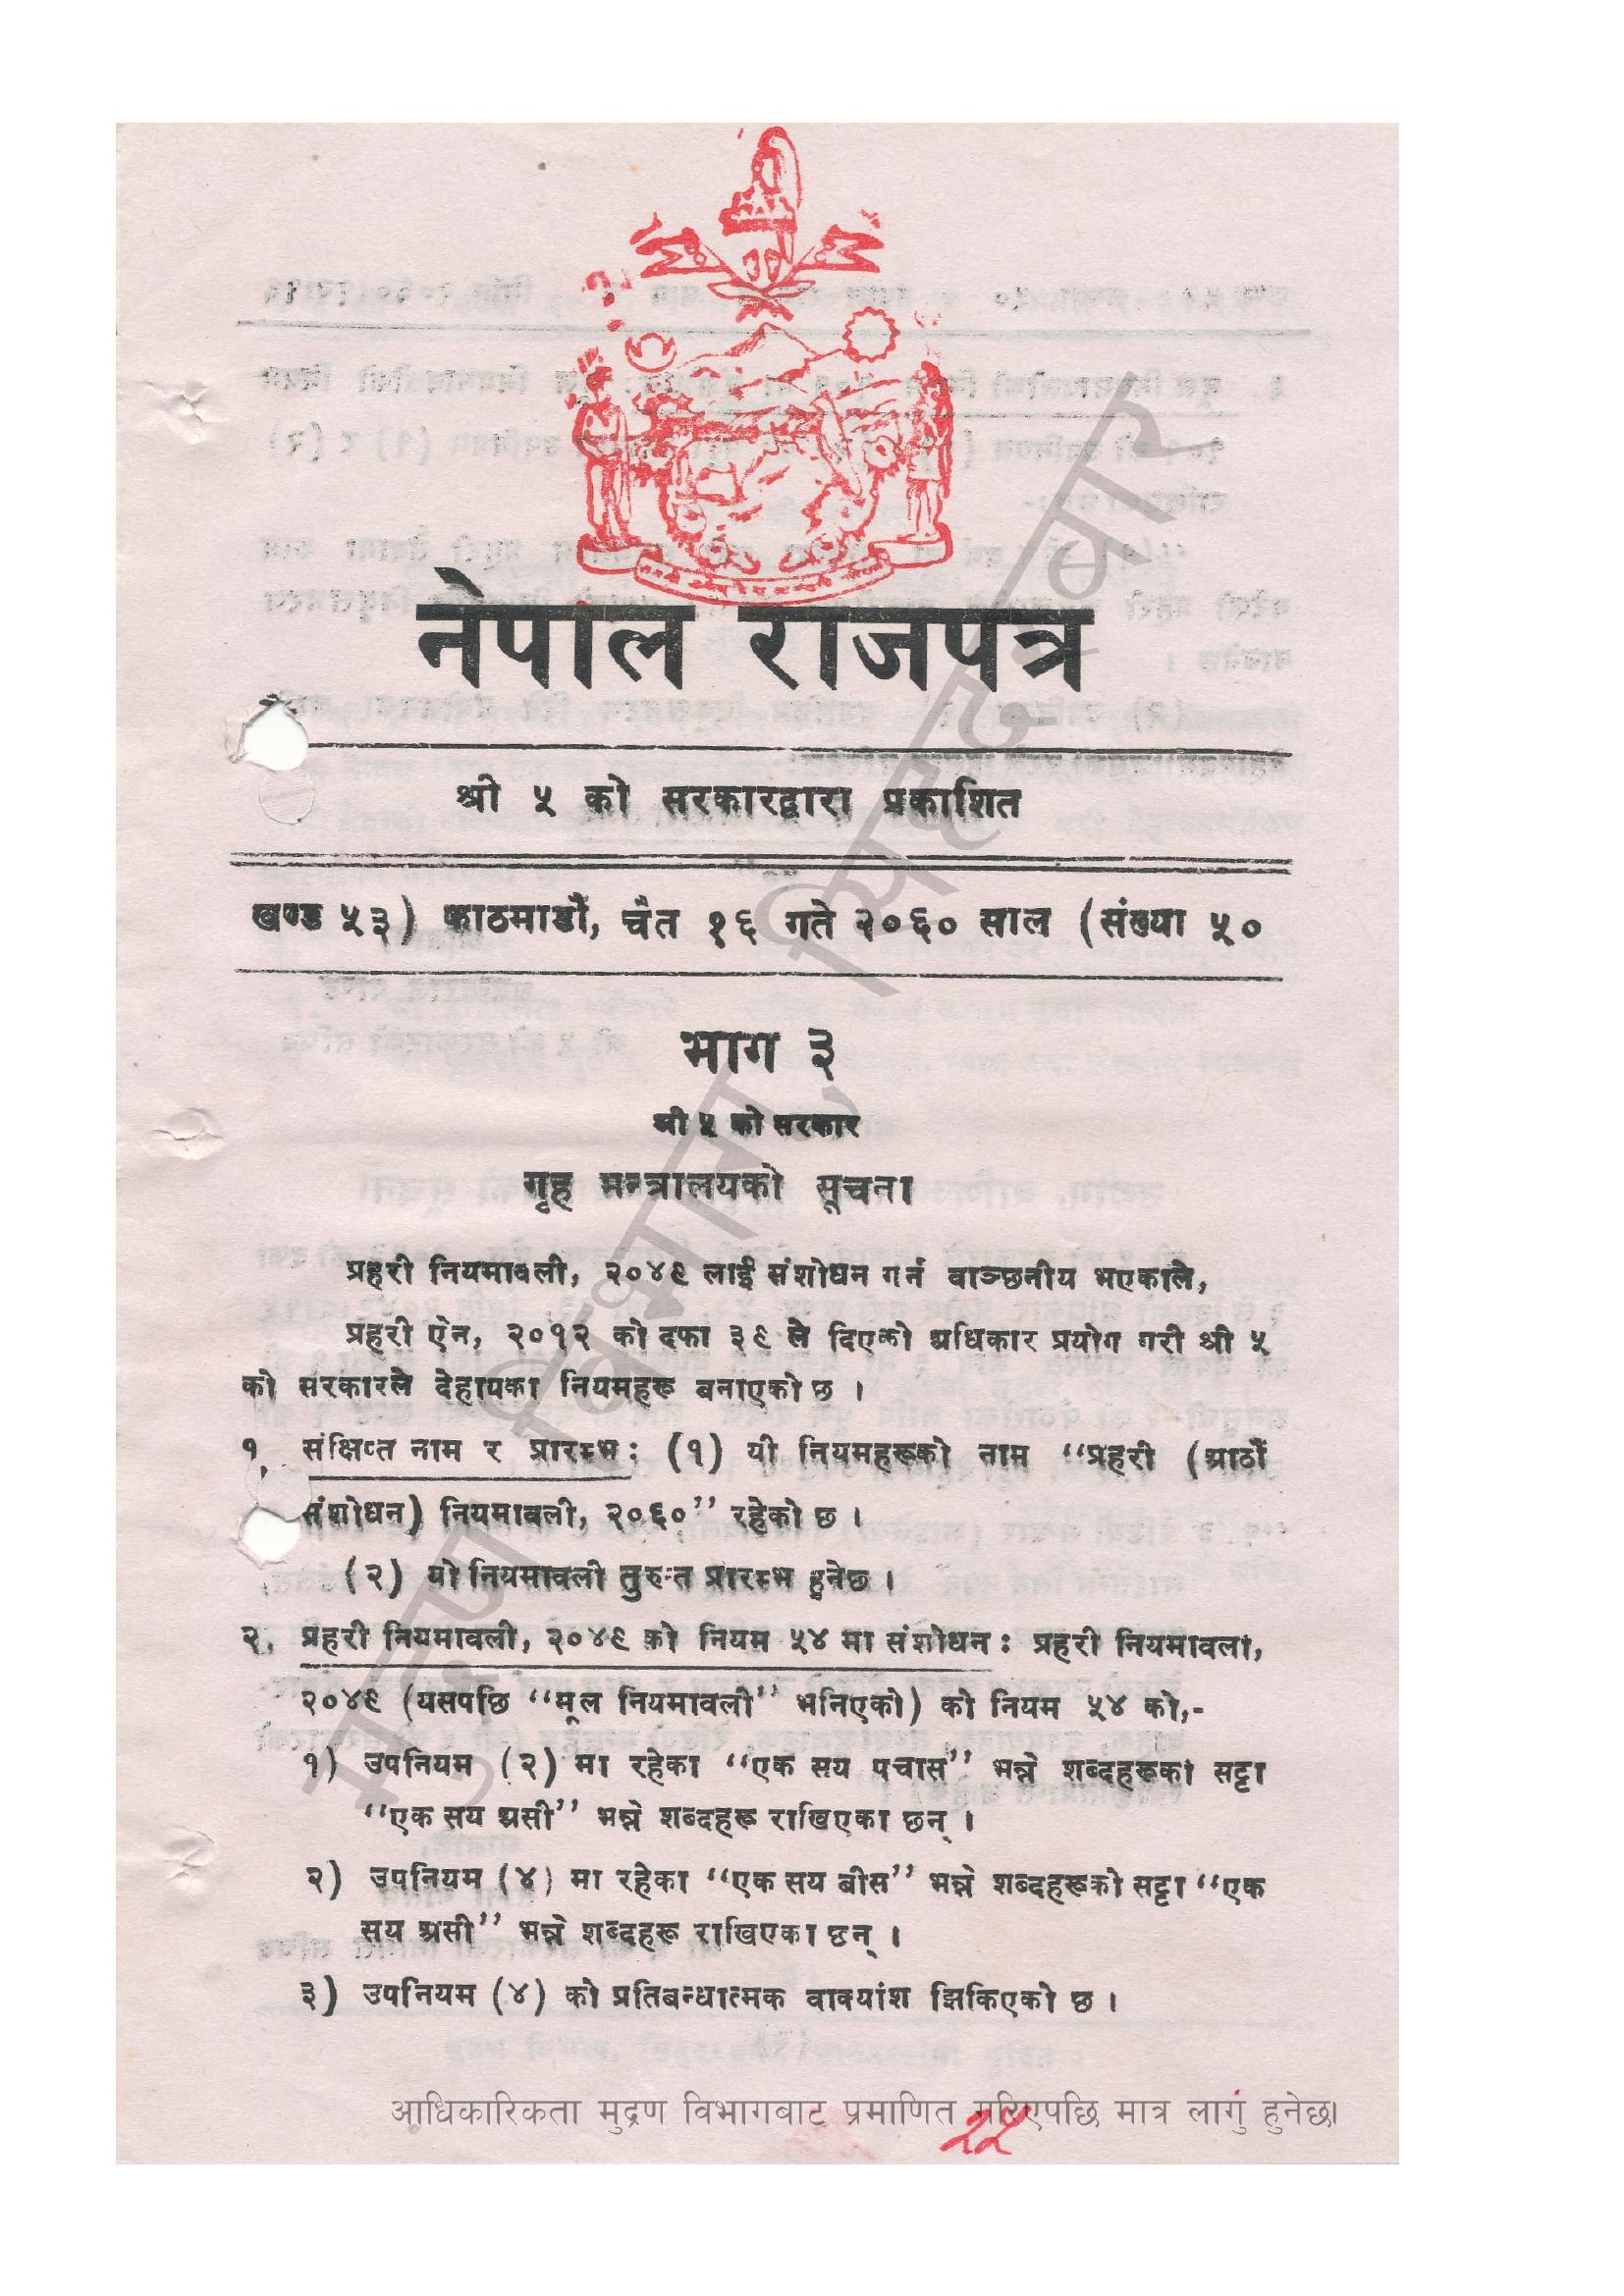 नेपाल राजपत्र
श्री ५ को सरकारद्वारा प्रकाशित
खण्ड ५३) काठमाडौं, चैत १६ गते २०६० साल (संख्या ५०
भाग ३
श्री ५ को सरकार
गृह मन्त्रालयको सूचना
प्रहरी नियमावली, २०४९ लाई संशोधन गर्न वाञ्छनीय भएकाले,
प्रहरी ऐन, २०१२ को दफा ३९ ले दिएको अधिकार प्रयोग गरी श्री ५
को सरकारले देहायका नियमहरू बनाएको छ ।
१. संक्षिप्त नाम र प्रारम्भ: (१) यी नियमहरूको नाम “प्रहरी (आठौं
संशोधन) नियमावली, २०६०” रहेको छ ।
(२) यो नियमावली तुरुन्त प्रारम्भ हुनेछ ।
२. प्रहरी नियमावली, २०४९ को नियम ५४ मा संशोधन: प्रहरी नियमावली,
२०४९ (यसपछि “मूल नियमावली” भनिएको) को नियम ५४ को,-
१) उपनियम (२) मा रहेका “एक सय पचास” भन्ने शब्दहरूको सट्टा
“एक सय असी” भन्ने शब्दहरू राखिएका छन् ।
२) उपनियम (४) मा रहेका “एक सय बीस” भन्ने शब्दहरूको सट्टा “एक
सय असी” भन्ने शब्दहरू राखिएका छन् ।
३) उपनियम (४) को प्रतिबन्धात्मक वाक्यांश झिकिएको छ ।
मुद्रण विभाग, सिंहदरबार
आधिकारिकता मुद्रण विभागबाट प्रमाणित गरिएपछि मात्र लागु हुनेछ।